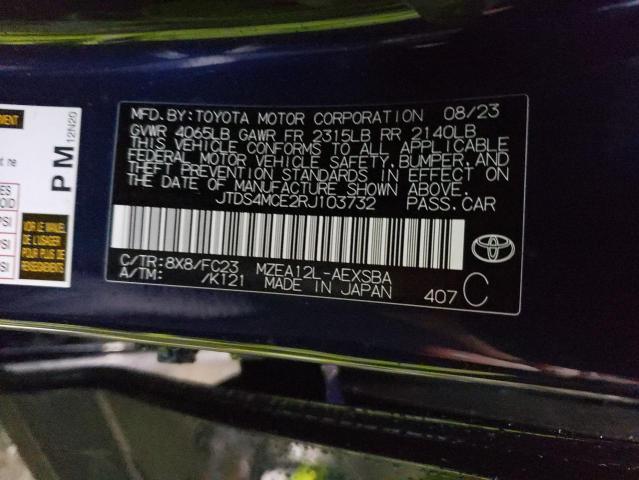 MFD. BY:TOYOTA MOTOR CORPORATION 08/23
GVWR 4065LB GAWR FR 2315LB RR 2140LB
THIS VEHICLE CONFORMS TO ALL APPLICABLE
FEDERAL MOTOR VEHICLE SAFETY, BUMPER, AND
THEFT PREVENTION STANDARDS IN EFFECT ON
THE DATE OF MANUFACTURE SHOWN ABOVE.
JTDS4MCE2RJ103732 PASS.CAR
C/TR:8X8/FC23 MZEA12L-AEXSBA
A/TM: /K121 MADE IN JAPAN 407 C
PM
12N20